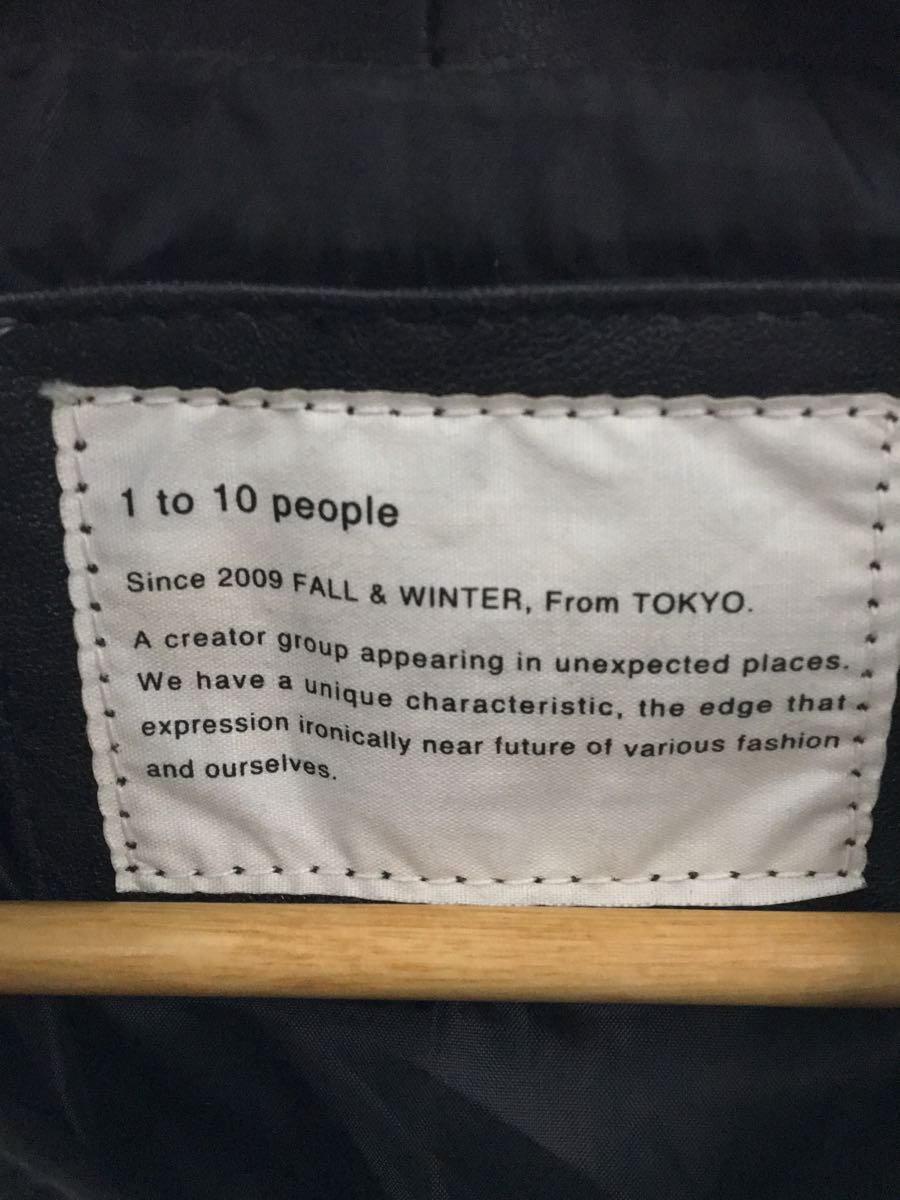 1 to 10 people
Since 2009 FALL & WINTER, From TOKYO.
A creator group appearing in unexpected places.
We have a unique characteristic, the edge that
expression ironically near future of various fashion
and ourselves.